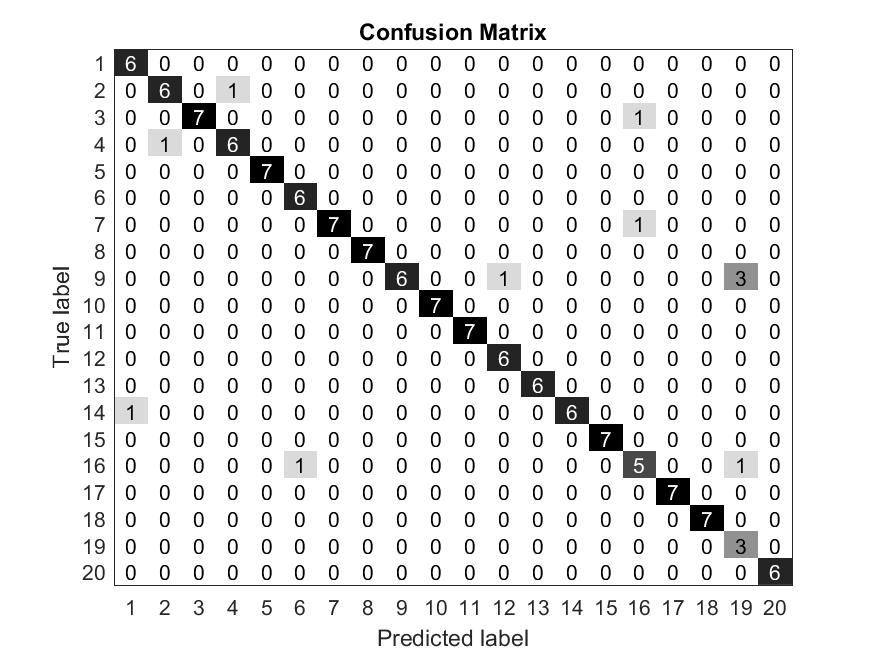 Confusion Matrix
1 6 0 0 0 0 0 0 0 0 0 0 0 0 0 0 0 0 0 0 0
2 0 6 0 1 0 0 0 0 0 0 0 0 0 0 0 0 0 0 0 0
3 0 0 7 0 0 0 0 0 0 0 0 0 0 0 0 1 0 0 0 0
4 0 1 0 6 0 0 0 0 0 0 0 0 0 0 0 0 0 0 0 0
5 0 0 0 0 7 0 0 0 0 0 0 0 0 0 0 0 0 0 0 0
6 0 0 0 0 0 6 0 0 0 0 0 0 0 0 0 0 0 0 0 0
7 0 0 0 0 0 0 7 0 0 0 0 0 0 0 0 1 0 0 0 0
8 0 0 0 0 0 0 0 7 0 0 0 0 0 0 0 0 0 0 0 0
9 0 0 0 0 0 0 0 0 6 0 0 1 0 0 0 0 0 0 3 0
10 0 0 0 0 0 0 0 0 0 7 0 0 0 0 0 0 0 0 0 0
11 0 0 0 0 0 0 0 0 0 0 7 0 0 0 0 0 0 0 0 0
12 0 0 0 0 0 0 0 0 0 0 0 6 0 0 0 0 0 0 0 0
13 0 0 0 0 0 0 0 0 0 0 0 0 6 0 0 0 0 0 0 0
14 1 0 0 0 0 0 0 0 0 0 0 0 0 6 0 0 0 0 0 0
15 0 0 0 0 0 0 0 0 0 0 0 0 0 0 7 0 0 0 0 0
16 0 0 0 0 0 1 0 0 0 0 0 0 0 0 0 5 0 0 1 0
17 0 0 0 0 0 0 0 0 0 0 0 0 0 0 0 0 7 0 0 0
18 0 0 0 0 0 0 0 0 0 0 0 0 0 0 0 0 0 7 0 0
19 0 0 0 0 0 0 0 0 0 0 0 0 0 0 0 0 0 0 3 0
20 0 0 0 0 0 0 0 0 0 0 0 0 0 0 0 0 0 0 0 6
1 2 3 4 5 6 7 8 9 10 11 12 13 14 15 16 17 18 19 20
Predicted label
True label